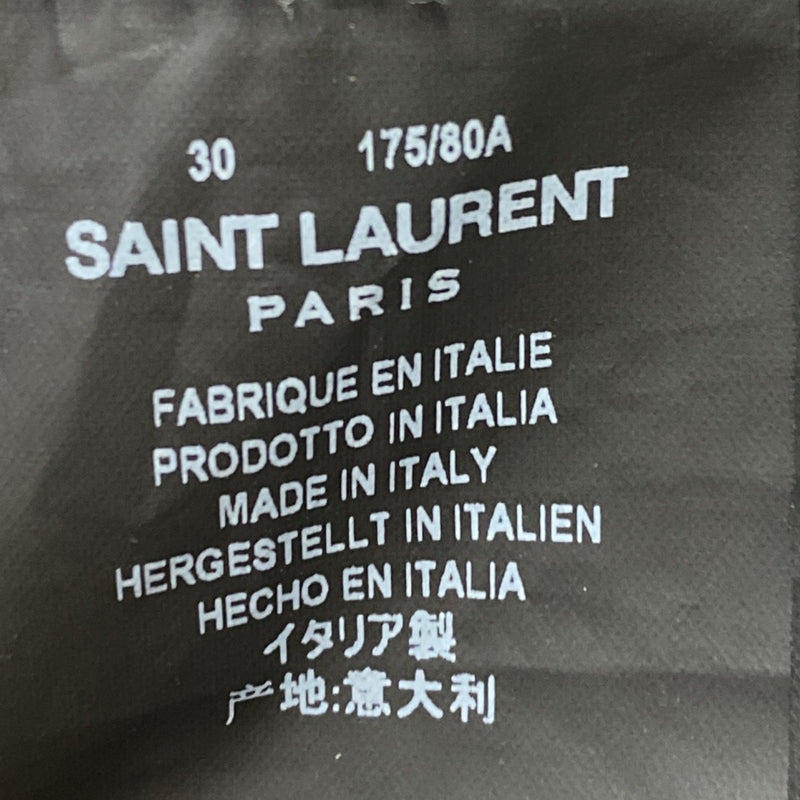 30 175/80A
SAINT LAURENT
PARIS
FABRIQUE EN ITALIE
PRODOTTO IN ITALIA
MADE IN ITALY
HERGESTELLT IN ITALIEN
HECHO EN ITALIA
イタリア製
产地:意大利